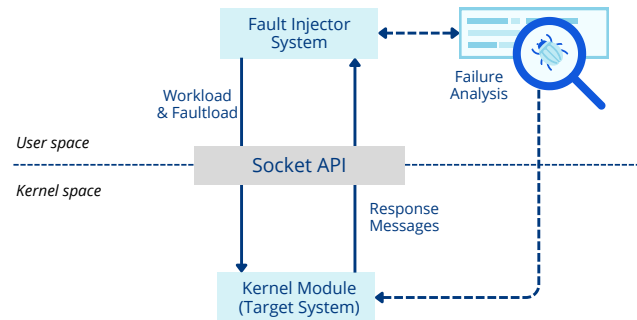 Fault Injector
System
Failure
Analysis
Workload
& Faultload
User space
Socket API
Kernel space
Response
Messages
Kernel Module
(Target System)